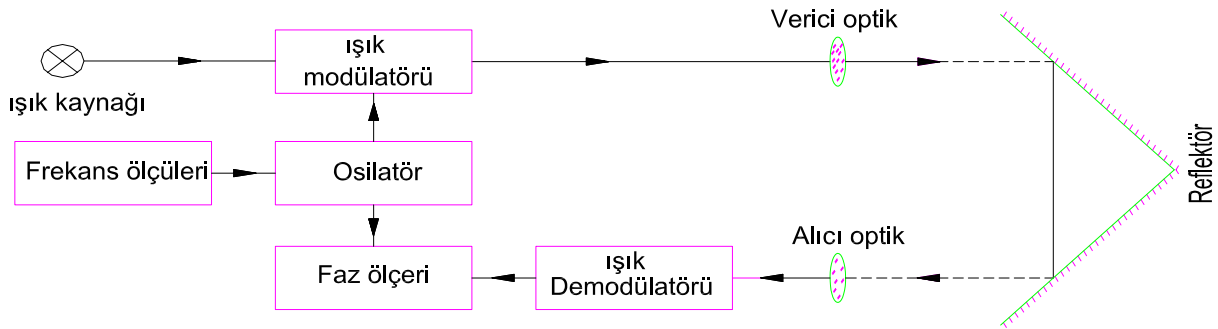 Verici optik
ışık
modülatörü
ışık kaynağı
Frekans ölçüleri
Osilatör
Reflektör
Alıcı optik
Faz ölçeri
ışık
Demodülatörü